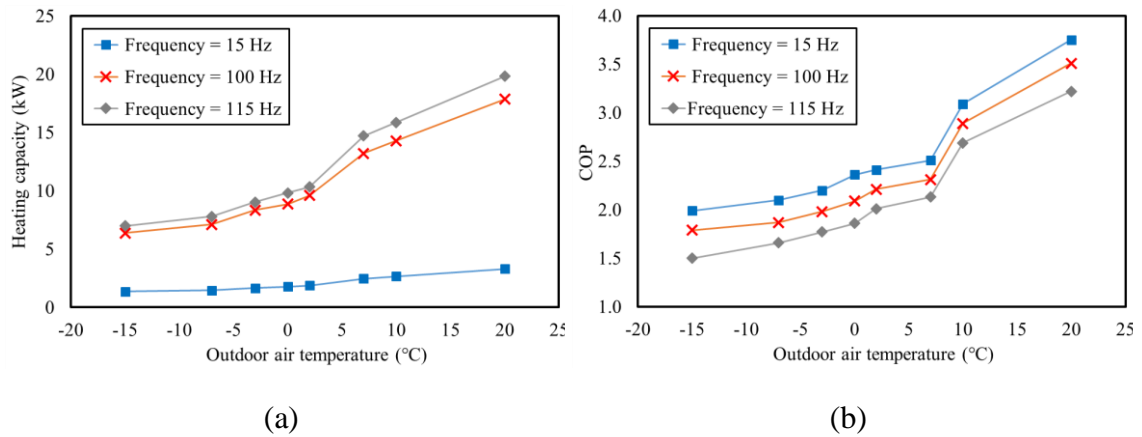 25
20
15
10
5
0
Heating capacity (kW)
Frequency = 15 Hz
Frequency = 100 Hz
Frequency = 115 Hz
-20 -15 -10 -5 0 5 10 15 20 25
Outdoor air temperature (℃)
(a)
4.0
3.5
3.0
2.5
2.0
1.5
1.0
COP
Frequency = 15 Hz
Frequency = 100 Hz
Frequency = 115 Hz
-20 -15 -10 -5 0 5 10 15 20 25
Outdoor air temperature (℃)
(b)